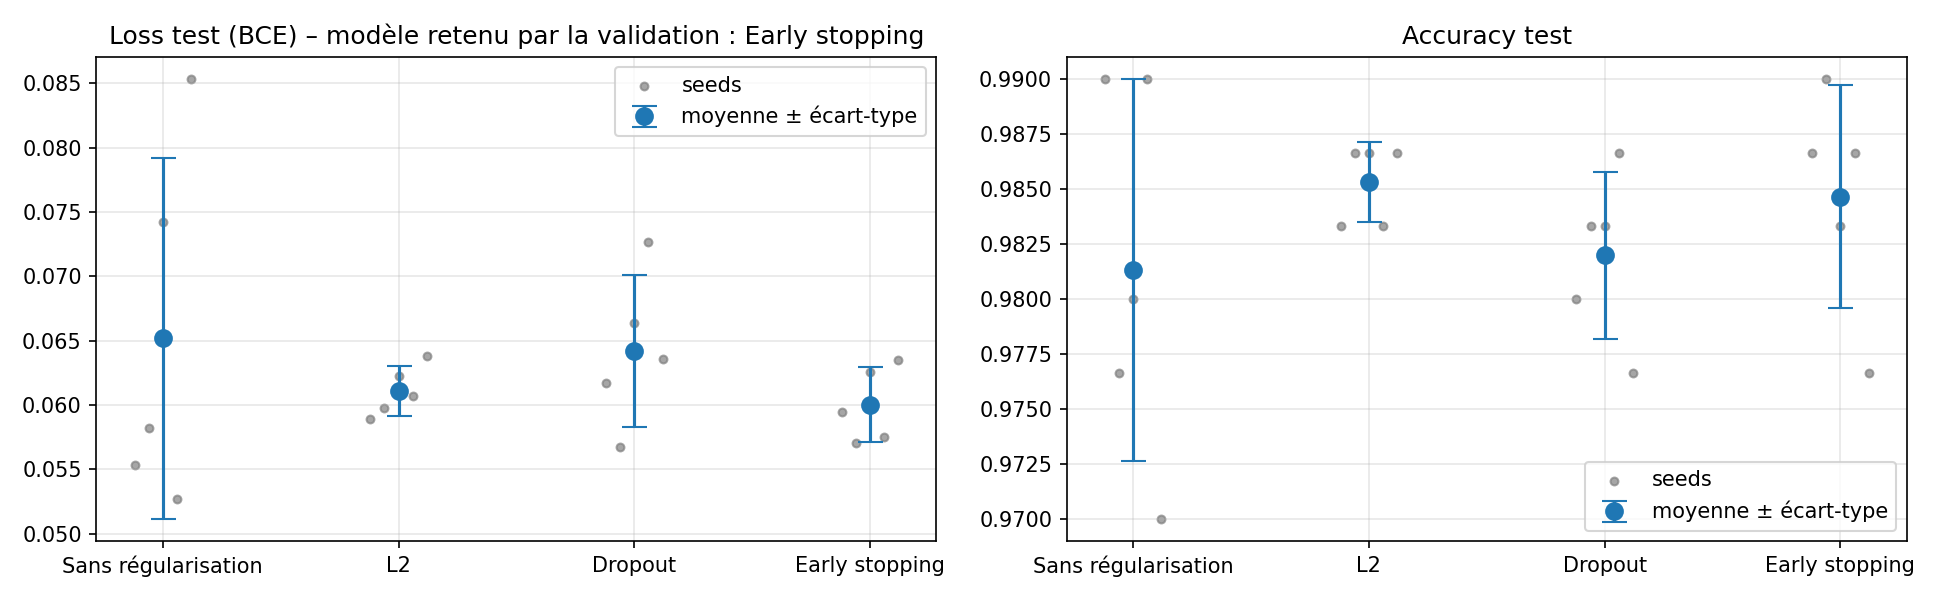 Loss test (BCE) – modèle retenu par la validation : Early stopping
0.085
0.080
0.075
0.070
0.065
0.060
0.055
0.050
seeds
moyenne ± écart-type
Sans régularisation
L2
Dropout
Early stopping
Accuracy test
0.9900
0.9875
0.9850
0.9825
0.9800
0.9775
0.9750
0.9725
0.9700
seeds
moyenne ± écart-type
Sans régularisation
L2
Dropout
Early stopping